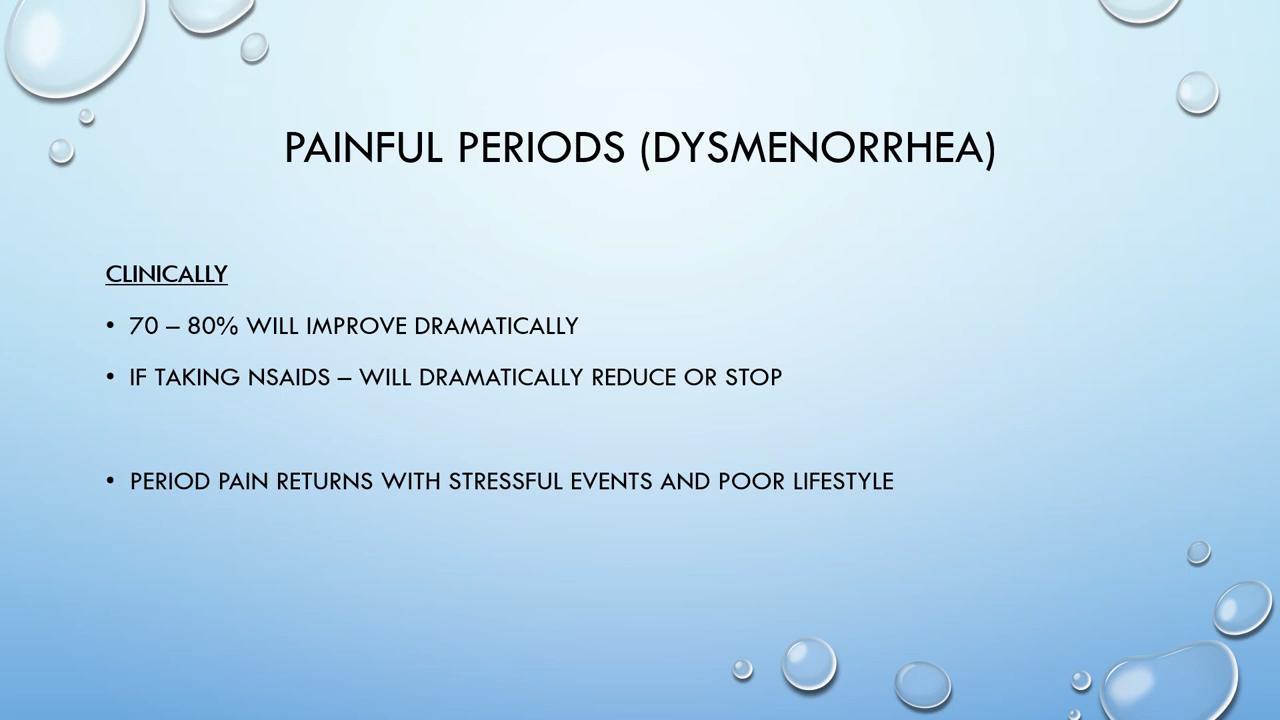 PAINFUL PERIODS (DYSMENORRHEA)
CLINICALLY
• 70 – 80% WILL IMPROVE DRAMATICALLY
• IF TAKING NSAIDS – WILL DRAMATICALLY REDUCE OR STOP
• PERIOD PAIN RETURNS WITH STRESSFUL EVENTS AND POOR LIFESTYLE